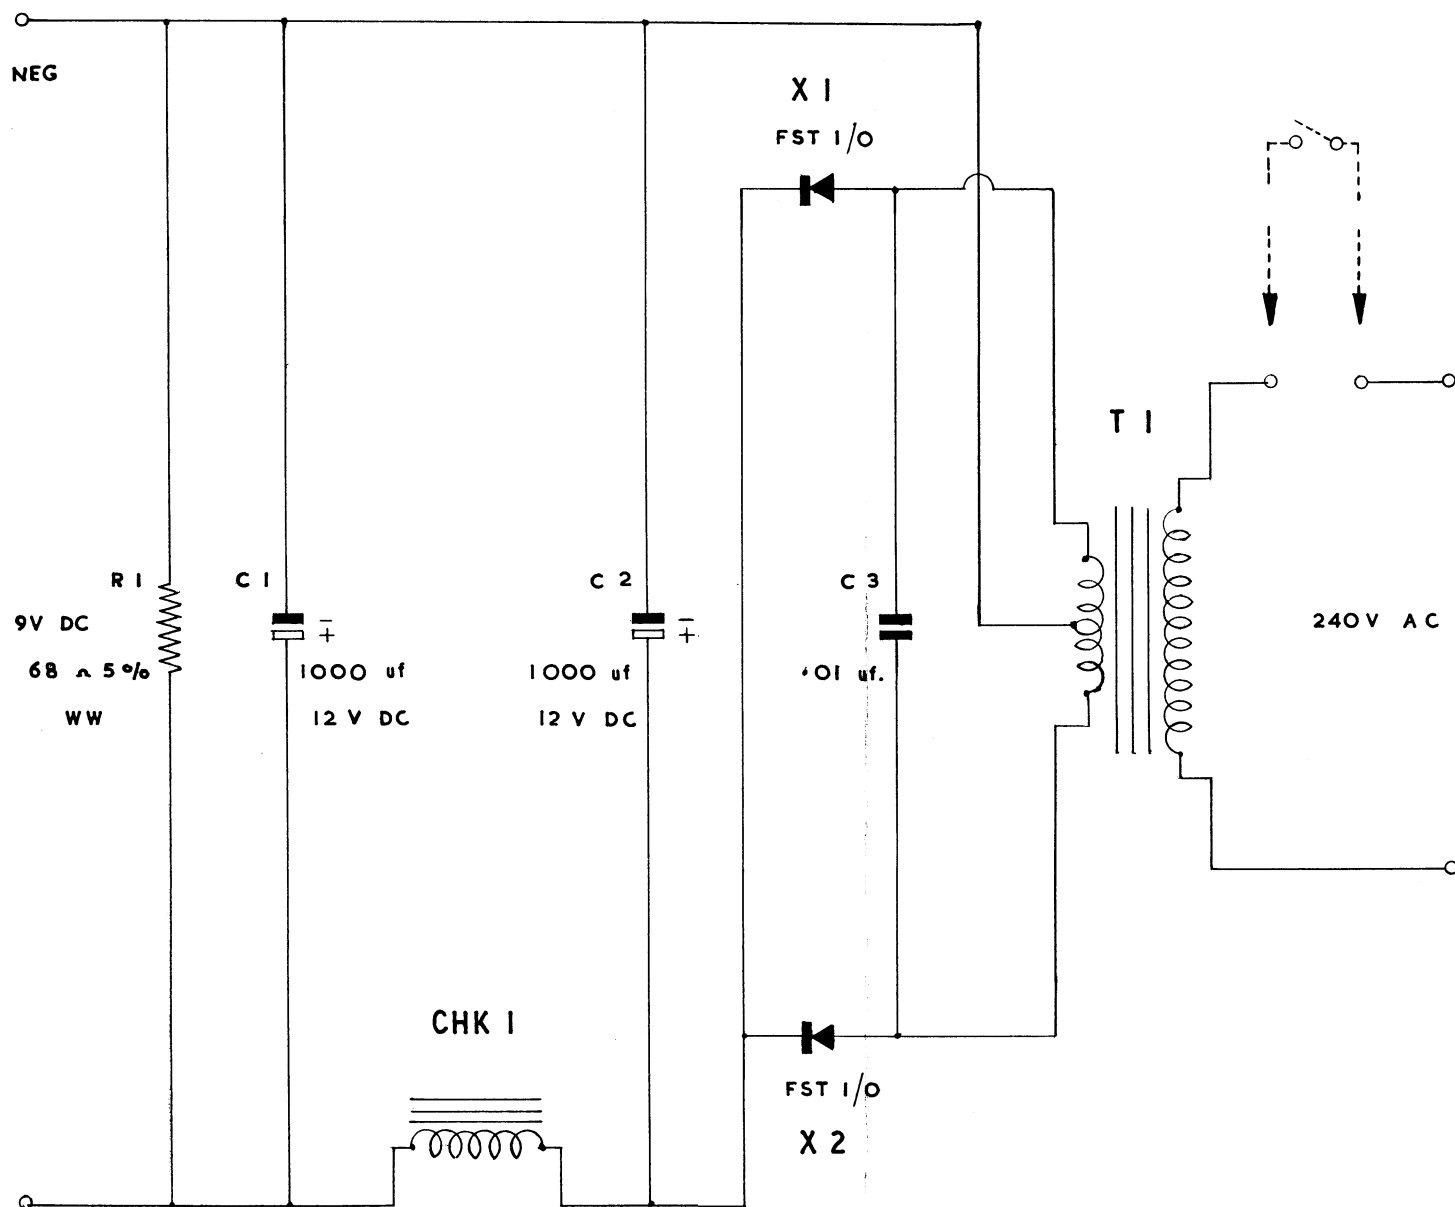 NEG
X 1
FST 1/0
T 1
R 1
C 1
C 2
C 3
9V DC
−
+
−
+
240V AC
68 Ω 5%
1000 uf
1000 uf
.01 uf.
WW
12 V DC
12 V DC
CHK 1
FST 1/0
X 2